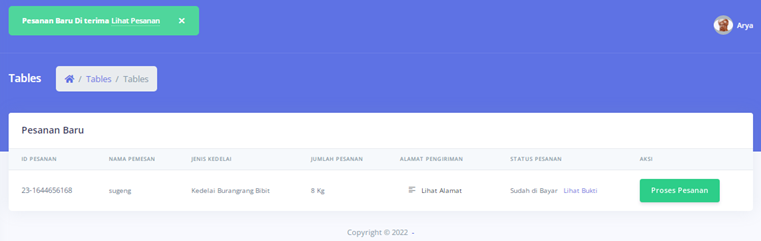 Pesanan Baru Di terima Lihat Pesanan ×
Arya
Tables / Tables / Tables
Pesanan Baru
ID PESANAN NAMA PEMESAN JENIS KEDELAI JUMLAH PESANAN ALAMAT PENGIRIMAN STATUS PESANAN AKSI
23-1644656168 sugeng Kedelai Burangrang Bibit 8 Kg Lihat Alamat Sudah di Bayar Lihat Bukti Proses Pesanan
Copyright © 2022 -